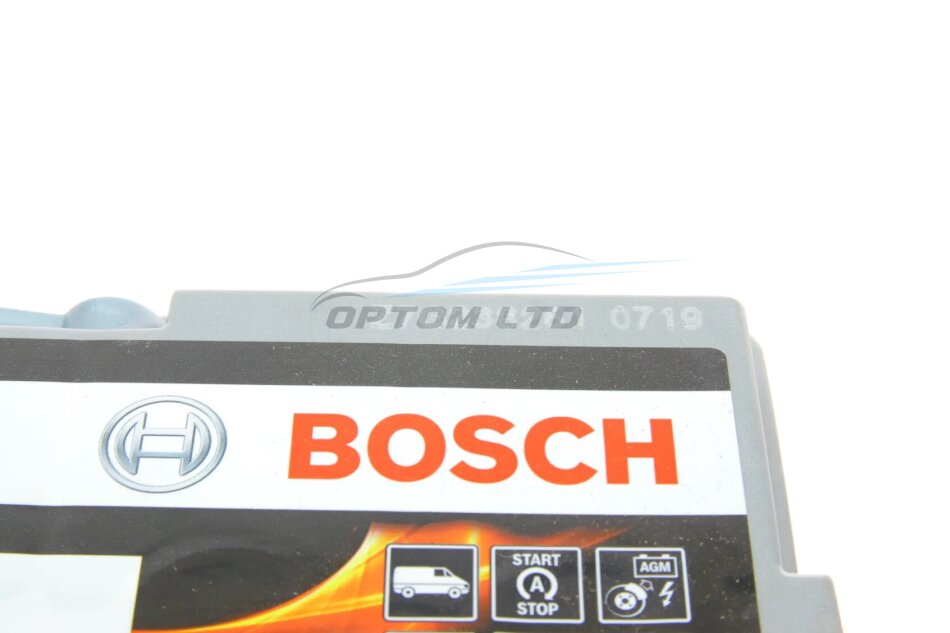 OPTOM LTD
0719
BOSCH
START
A
STOP
AGM